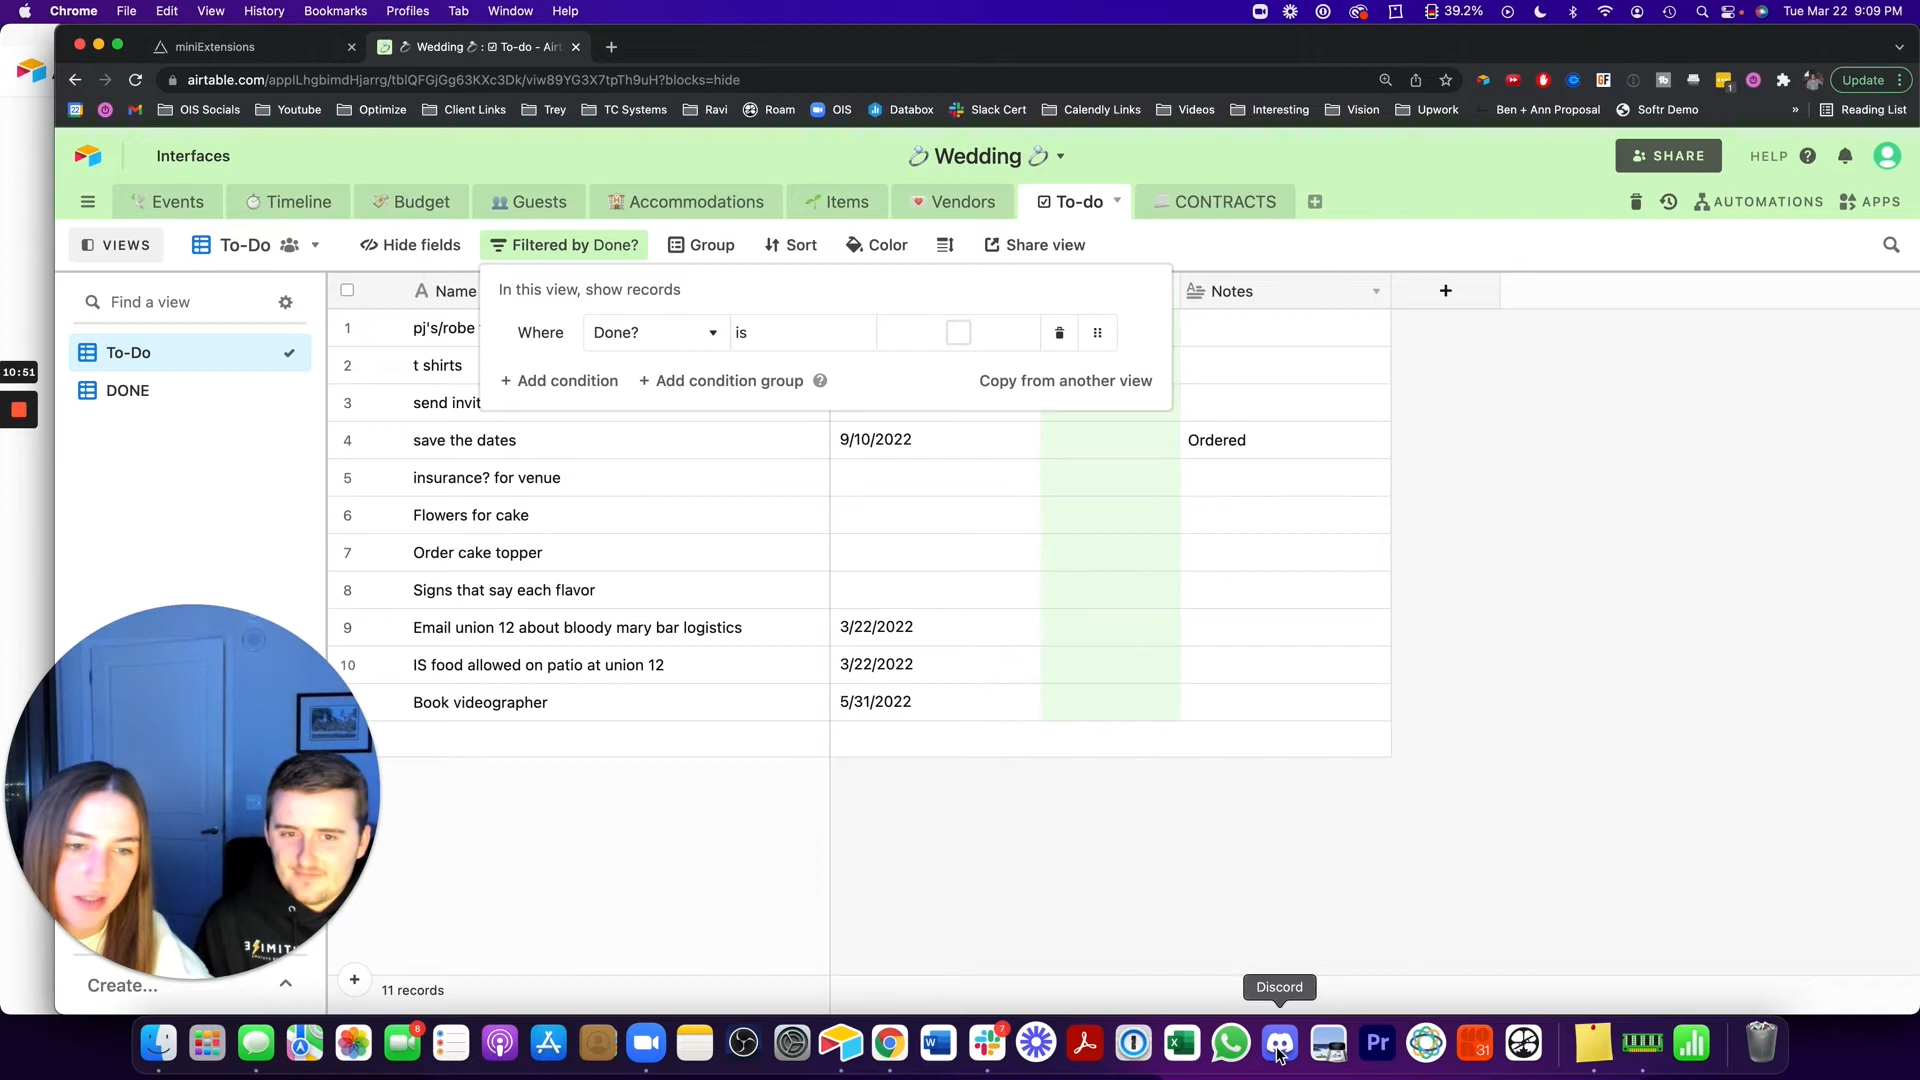 Chrome File Edit View History Bookmarks Profiles Tab Window Help
39.2% Tue Mar 22 9:09 PM
miniExtensions
Wedding : To-do - Airt
airtable.com/appILhgbimdHjarrg/tblQFGjGg63KXc3Dk/viw89YG3X7tpTh9uH?blocks=hide
Update
OIS Socials Youtube Optimize Client Links Trey TC Systems Ravi Roam OIS Databox Slack Cert Calendly Links Videos Interesting Vision Upwork Ben + Ann Proposal Softr Demo » Reading List
Interfaces
Wedding
SHARE
HELP
Events Timeline Budget Guests Accommodations Items Vendors To-do CONTRACTS
AUTOMATIONS APPS
VIEWS To-Do Hide fields Filtered by Done? Group Sort Color Share view
Find a view
To-Do
DONE
In this view, show records
Where Done? is
+ Add condition + Add condition group Copy from another view
Name Notes
1 pj's/robe
2 t shirts
3 send invit
4 save the dates 9/10/2022 Ordered
5 insurance? for venue
6 Flowers for cake
7 Order cake topper
8 Signs that say each flavor
9 Email union 12 about bloody mary bar logistics 3/22/2022
10 IS food allowed on patio at union 12 3/22/2022
Book videographer 5/31/2022
10:51
Create...
11 records
Discord
8
7
31